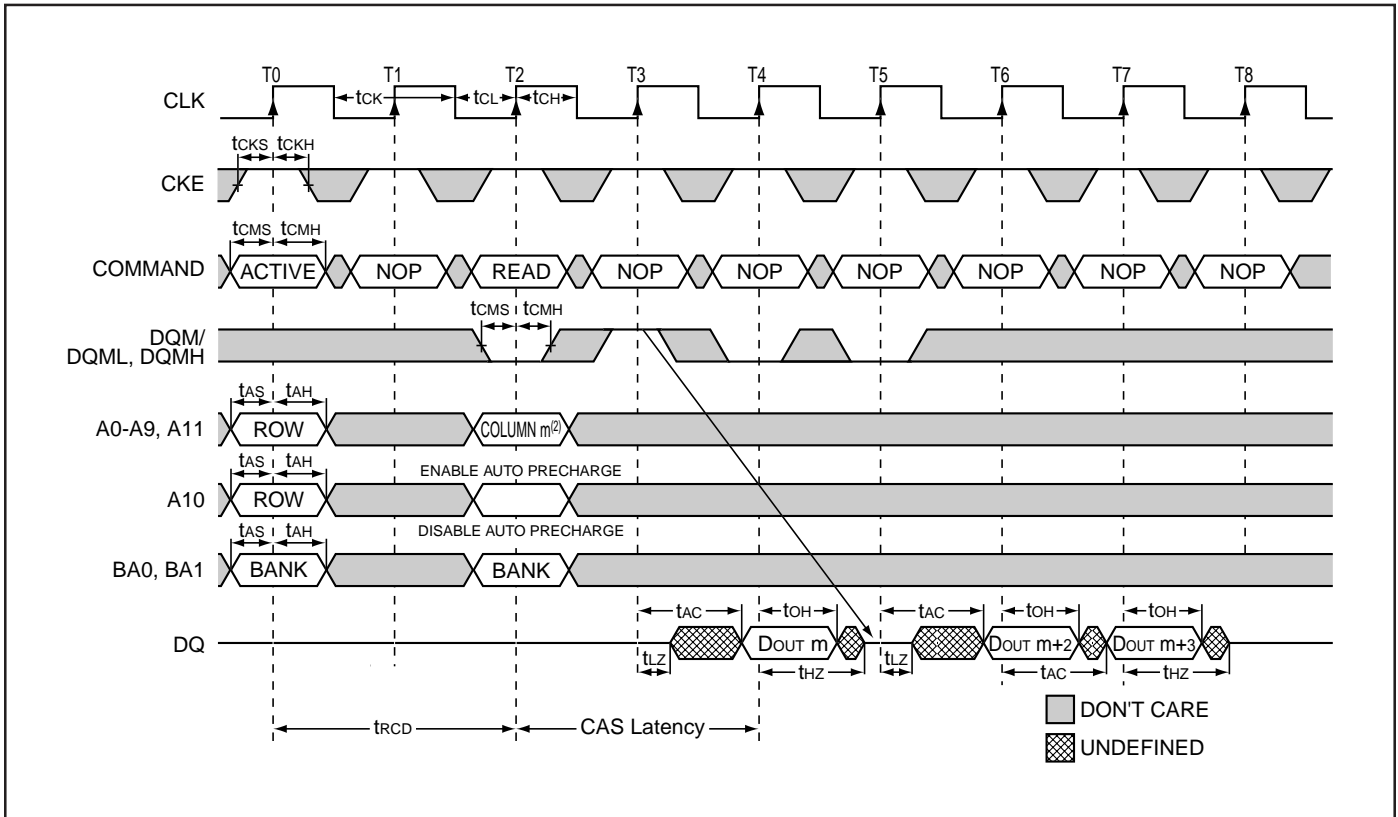 T0 T1 T2 T3 T4 T5 T6 T7 T8
CLK tCK tCL tCH
tCKS tCKH
CKE
tCMS tCMH
COMMAND ACTIVE NOP READ NOP NOP NOP NOP NOP NOP
tCMS tCMH
DQM/
DQML, DQMH
tAS tAH
A0-A9, A11 ROW COLUMN m(2)
tAS tAH ENABLE AUTO PRECHARGE
A10 ROW
tAS tAH DISABLE AUTO PRECHARGE
BA0, BA1 BANK BANK
tAC tOH tAC tOH tOH
DQ DOUT m DOUT m+2 DOUT m+3
tLZ tHZ tLZ tAC tHZ
tRCD CAS Latency
DON'T CARE
UNDEFINED